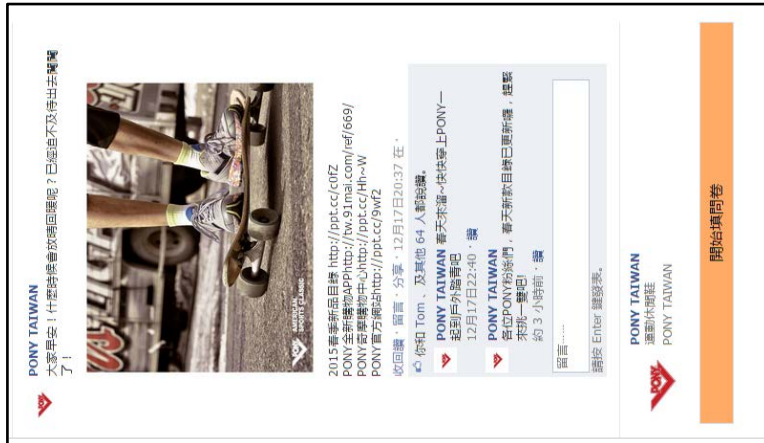 PONY TAIWAN
大家早安！什麼時候會放晴回暖呢？已經迫不及待出去闖闖
了！
PONY
AMERICAN
SPORTS CLASSIC
2015春季新品目錄 http://ppt.cc/c0fZ
PONY全新購物APPhttp://tw.91mai.com/ref/669/
PONY奇摩購物中心http://ppt.cc/Hh~W
PONY官方網站http://ppt.cc/9wf2
收回讚．留言．分享．12月17日20:37 在．
你和 Tom 、及其他 64 人都說讚。
PONY TAIWAN 春天來溜~快快穿上PONY一
起到戶外踏青吧
12月17日22:40．讚
PONY TAIWAN
各位PONY粉絲們，春天新款目錄已更新囉，趕緊
來挑一雙吧!
約 3 小時前．讚
留言......
請按 Enter 鍵發表。
PONY
PONY TAIWAN
運動休閒鞋
PONY TAIWAN
開始填問卷